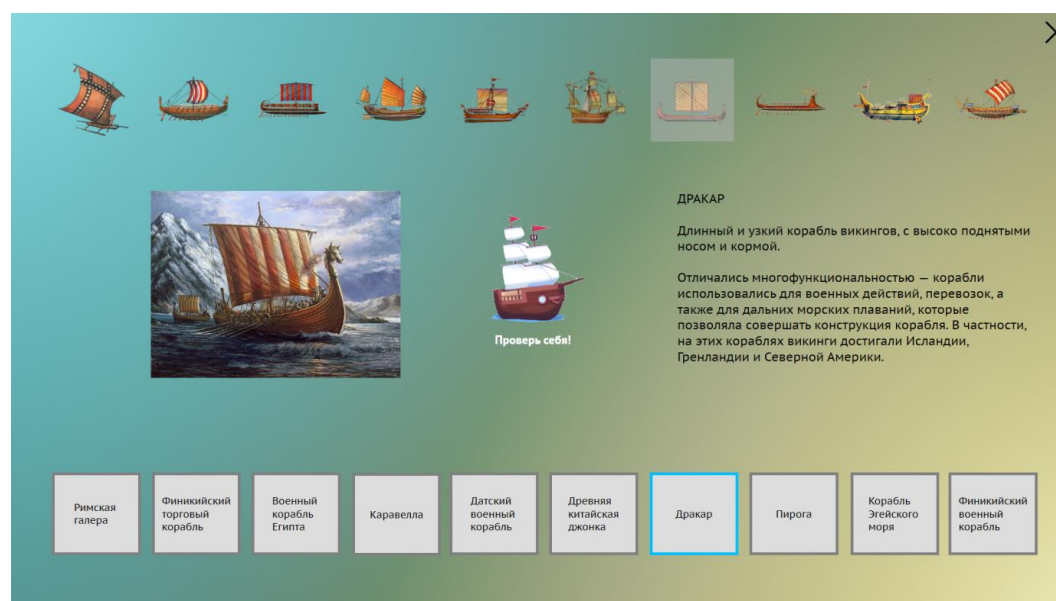 ДРАКАР
Длинный и узкий корабль викингов, с высоко поднятыми
носом и кормой.
Отличались многофункциональностью — корабли
использовались для военных действий, перевозок, а
также для дальних морских плаваний, которые
позволяла совершать конструкция корабля. В частности,
на этих кораблях викинги достигали Исландии,
Гренландии и Северной Америки.
Проверь себя!
Римская
галера
Финикийский
торговый
корабль
Военный
корабль
Египта
Каравелла
Датский
военный
корабль
Древняя
китайская
джонка
Дракар
Пирога
Корабль
Эгейского
моря
Финикийский
военный
корабль